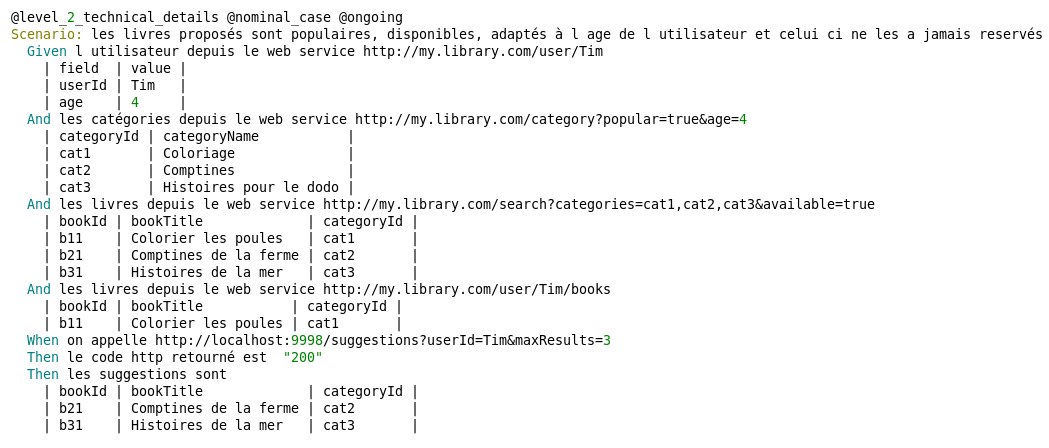 @level_2_technical_details @nominal_case @ongoing
Scenario: les livres proposés sont populaires, disponibles, adaptés à l age de l utilisateur et celui ci ne les a jamais reservés
  Given l utilisateur depuis le web service http://my.library.com/user/Tim
    | field  | value |
    | userId | Tim   |
    | age    | 4     |
  And les catégories depuis le web service http://my.library.com/category?popular=true&age=4
    | categoryId | categoryName           |
    | cat1       | Coloriage              |
    | cat2       | Comptines              |
    | cat3       | Histoires pour le dodo |
  And les livres depuis le web service http://my.library.com/search?categories=cat1,cat2,cat3&available=true
    | bookId | bookTitle             | categoryId |
    | b11    | Colorier les poules   | cat1       |
    | b21    | Comptines de la ferme | cat2       |
    | b31    | Histoires de la mer   | cat3       |
  And les livres depuis le web service http://my.library.com/user/Tim/books
    | bookId | bookTitle           | categoryId |
    | b11    | Colorier les poules | cat1       |
  When on appelle http://localhost:9998/suggestions?userId=Tim&maxResults=3
  Then le code http retourné est  "200"
  Then les suggestions sont
    | bookId | bookTitle             | categoryId |
    | b21    | Comptines de la ferme | cat2       |
    | b31    | Histoires de la mer   | cat3       |